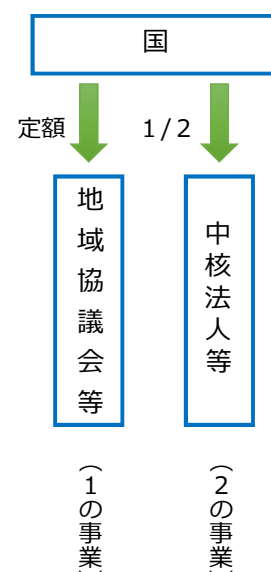 国
定額
1/2
地域協議会等
中核法人等
（1の事業）
（2の事業）